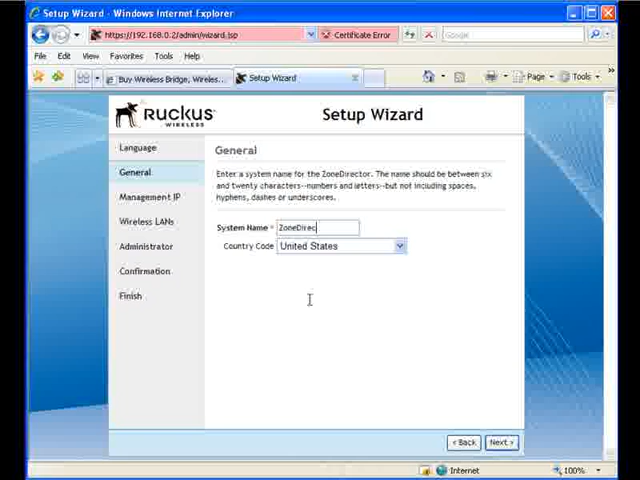 Setup Wizard - Windows Internet Explorer
https://192.168.0.2/admin/wizard.jsp
Certificate Error
Google
File Edit View Favorites Tools Help
Buy Wireless Bridge, Wireles...
Setup Wizard
Page
Tools
RUCKUS
WIRELESS
Setup Wizard
Language
General
Management IP
Wireless LANs
Administrator
Confirmation
Finish
General
Enter a system name for the ZoneDirector. The name should be between six
and twenty characters--numbers and letters--but not including spaces,
hyphens, dashes or underscores.
System Name * ZoneDirec
Country Code United States
< Back Next >
Internet
100%